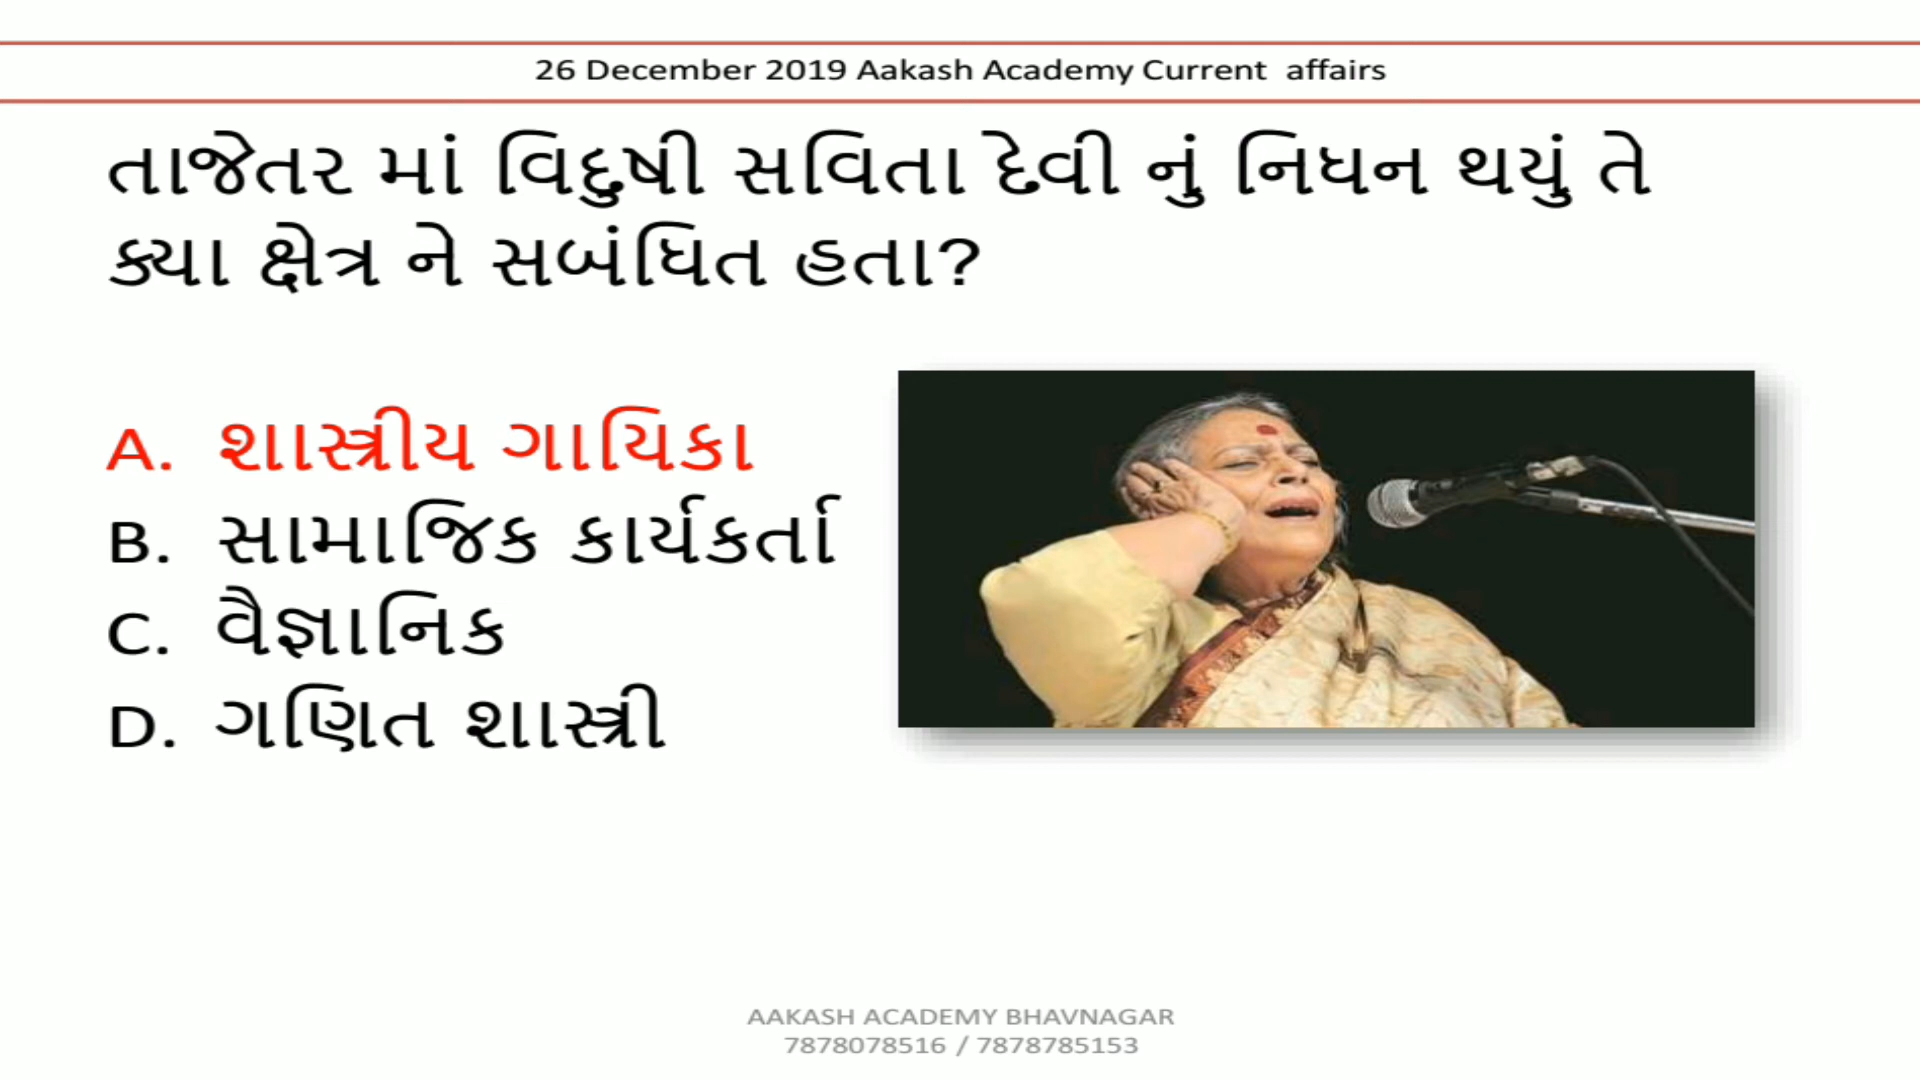 26 December 2019 Aakash Academy Current affairs
તાજેતર માં વિદુષી સવિતા દેવી નું નિધન થયું તે
ક્યા ક્ષેત્ર ને સબંધિત હતા?
A. શાસ્ત્રીય ગાયિકા
B. સામાજિક કાર્યકર્તા
C. વૈજ્ઞાનિક
D. ગણિત શાસ્ત્રી
AAKASH ACADEMY BHAVNAGAR
7878078516 / 7878785153